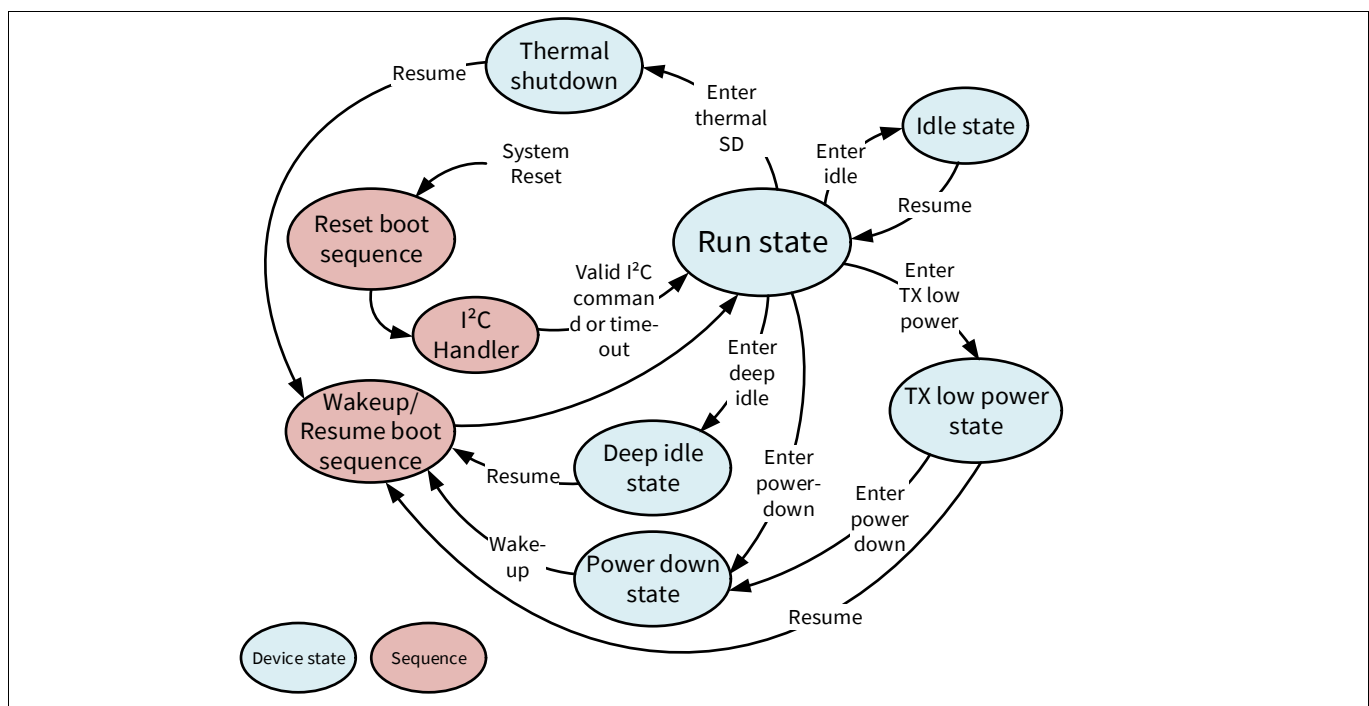 Thermal
shutdown
Resume
Enter
thermal
SD
Idle state
Enter
idle
System
Reset
Resume
Reset boot
sequence
Run state
Valid I²C
comman
d or time-
out
Enter
TX low
power
I²C
Handler
Enter
deep
idle
Wakeup/
Resume boot
sequence
TX low power
state
Deep idle
state
Resume
Enter
power-
down
Enter
power
down
Wake-
up
Power down
state
Resume
Device state
Sequence